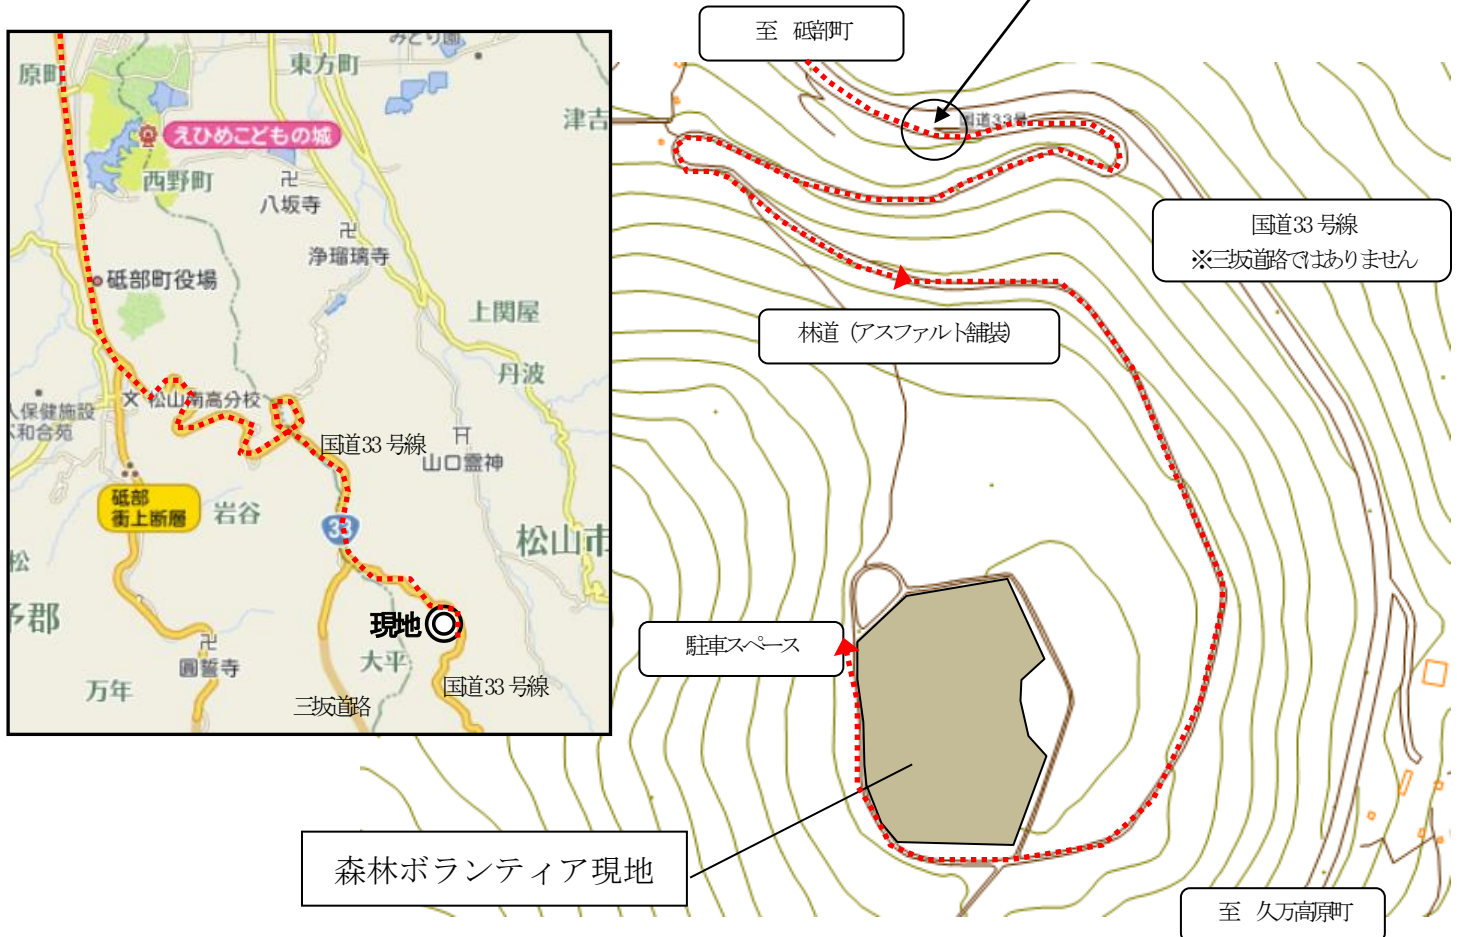 至 砥部町
原町
みどり園
東方町
津吉
えひめこどもの城
国道33号
西野町
八坂寺
国道33号線
※三坂道路ではありません
浄瑠璃寺
砥部町役場
上関屋
林道（アスファルト舗装）
丹波
松山南高分校
人保健施設
和合苑
国道33号線
山口霊神
砥部
衝上断層
岩谷
33
松山市
松
予郡
現地
大平
駐車スペース
圓誓寺
万年
国道33号線
三坂道路
森林ボランティア現地
至 久万高原町